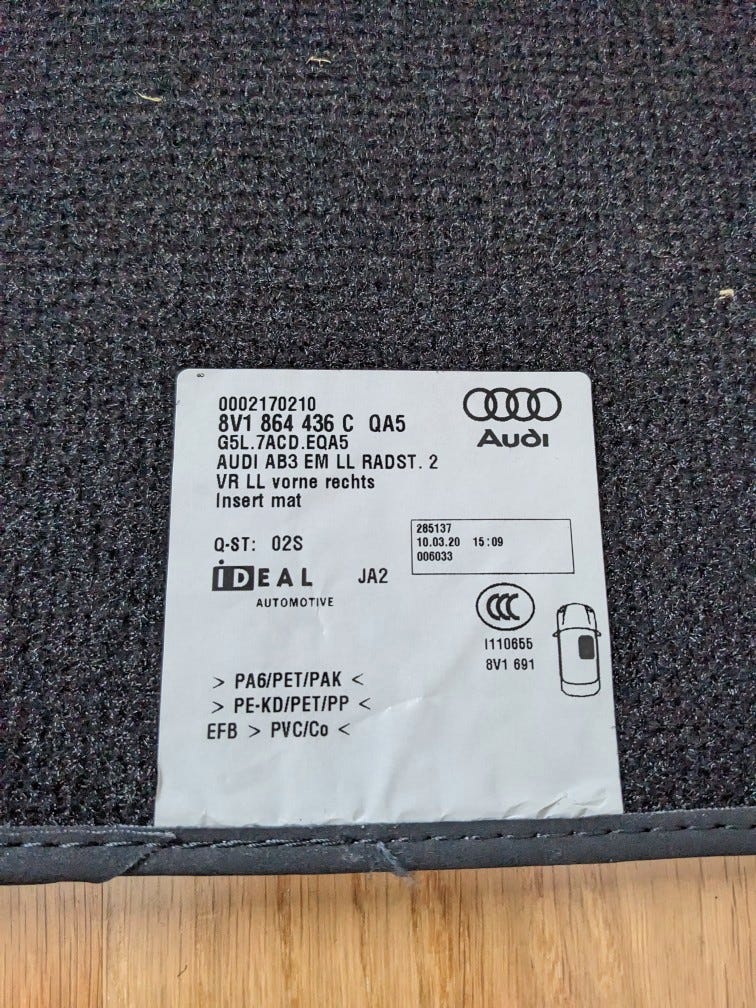 0002170210
8V1 864 436 C QA5
G5L.7ACD.EQA5
AUDI AB3 EM LL RADST. 2
VR LL vorne rechts
Insert mat
Audi
Q-ST: 02S
285137
10.03.20 15:09
006033
iDEAL JA2
AUTOMOTIVE
CCC
I110655
8V1 691
> PA6/PET/PAK <
> PE-KD/PET/PP <
EFB > PVC/Co <